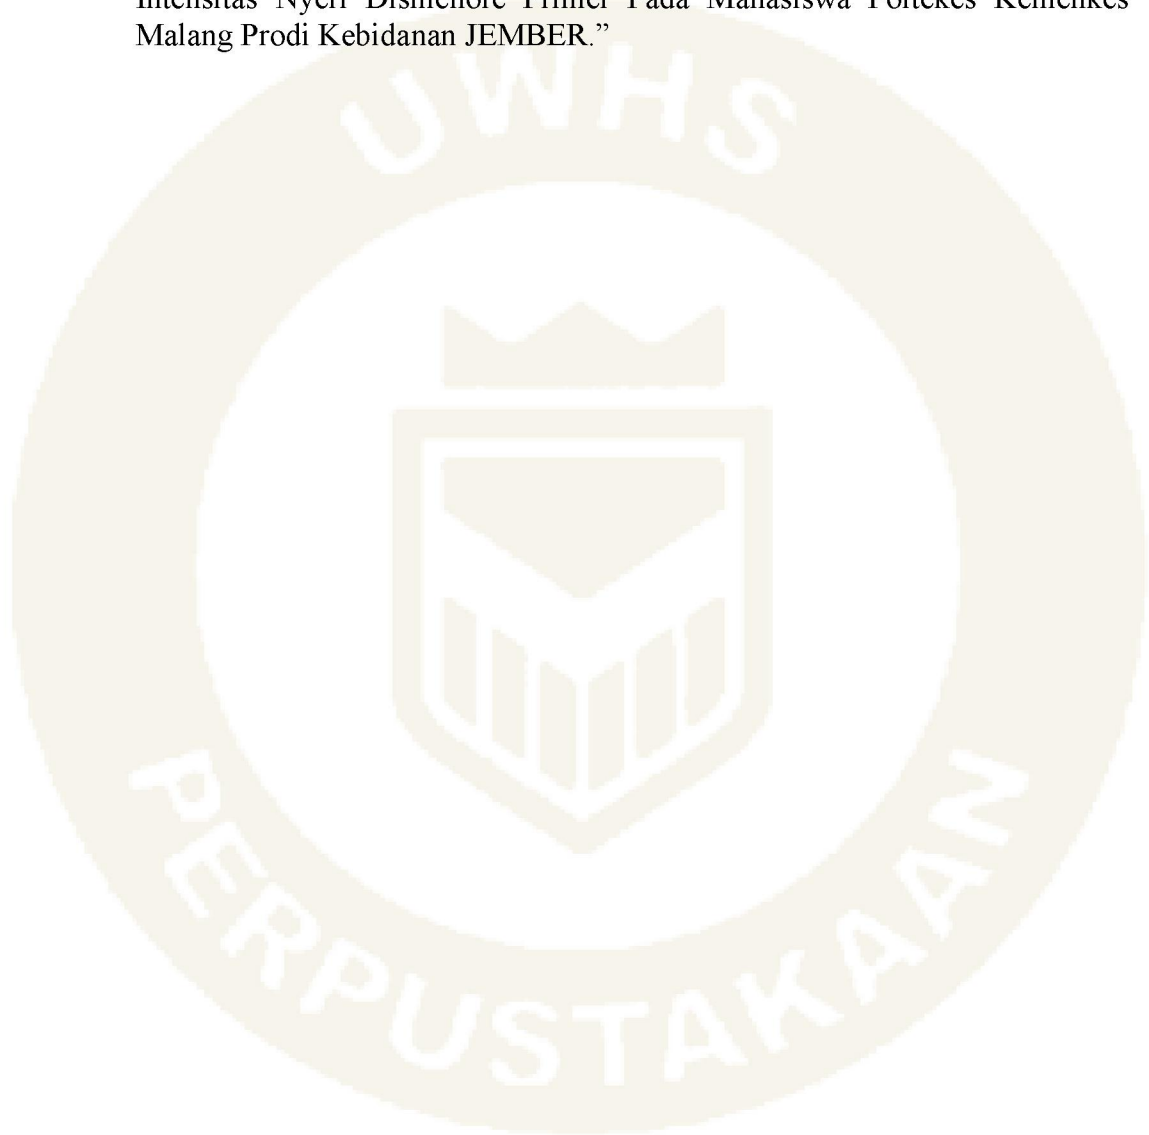 Intensitas Nyeri Dismenore Primer Pada Mahasiswa Poltekes Kemenkes
Malang Prodi Kebidanan JEMBER.”
UWHS
PERPUSTAKAAN